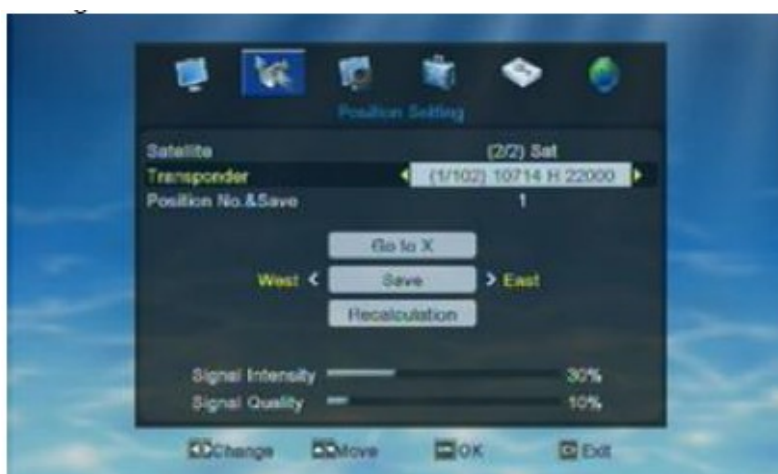 Position Setting
Satellite (2/2) Sat
Transponder (1/102) 10714 H 22000
Position No.&Save 1
Go to X
West < Save > East
Recalculation
Signal Intensity 30%
Signal Quality 10%
Change Move OK Exit